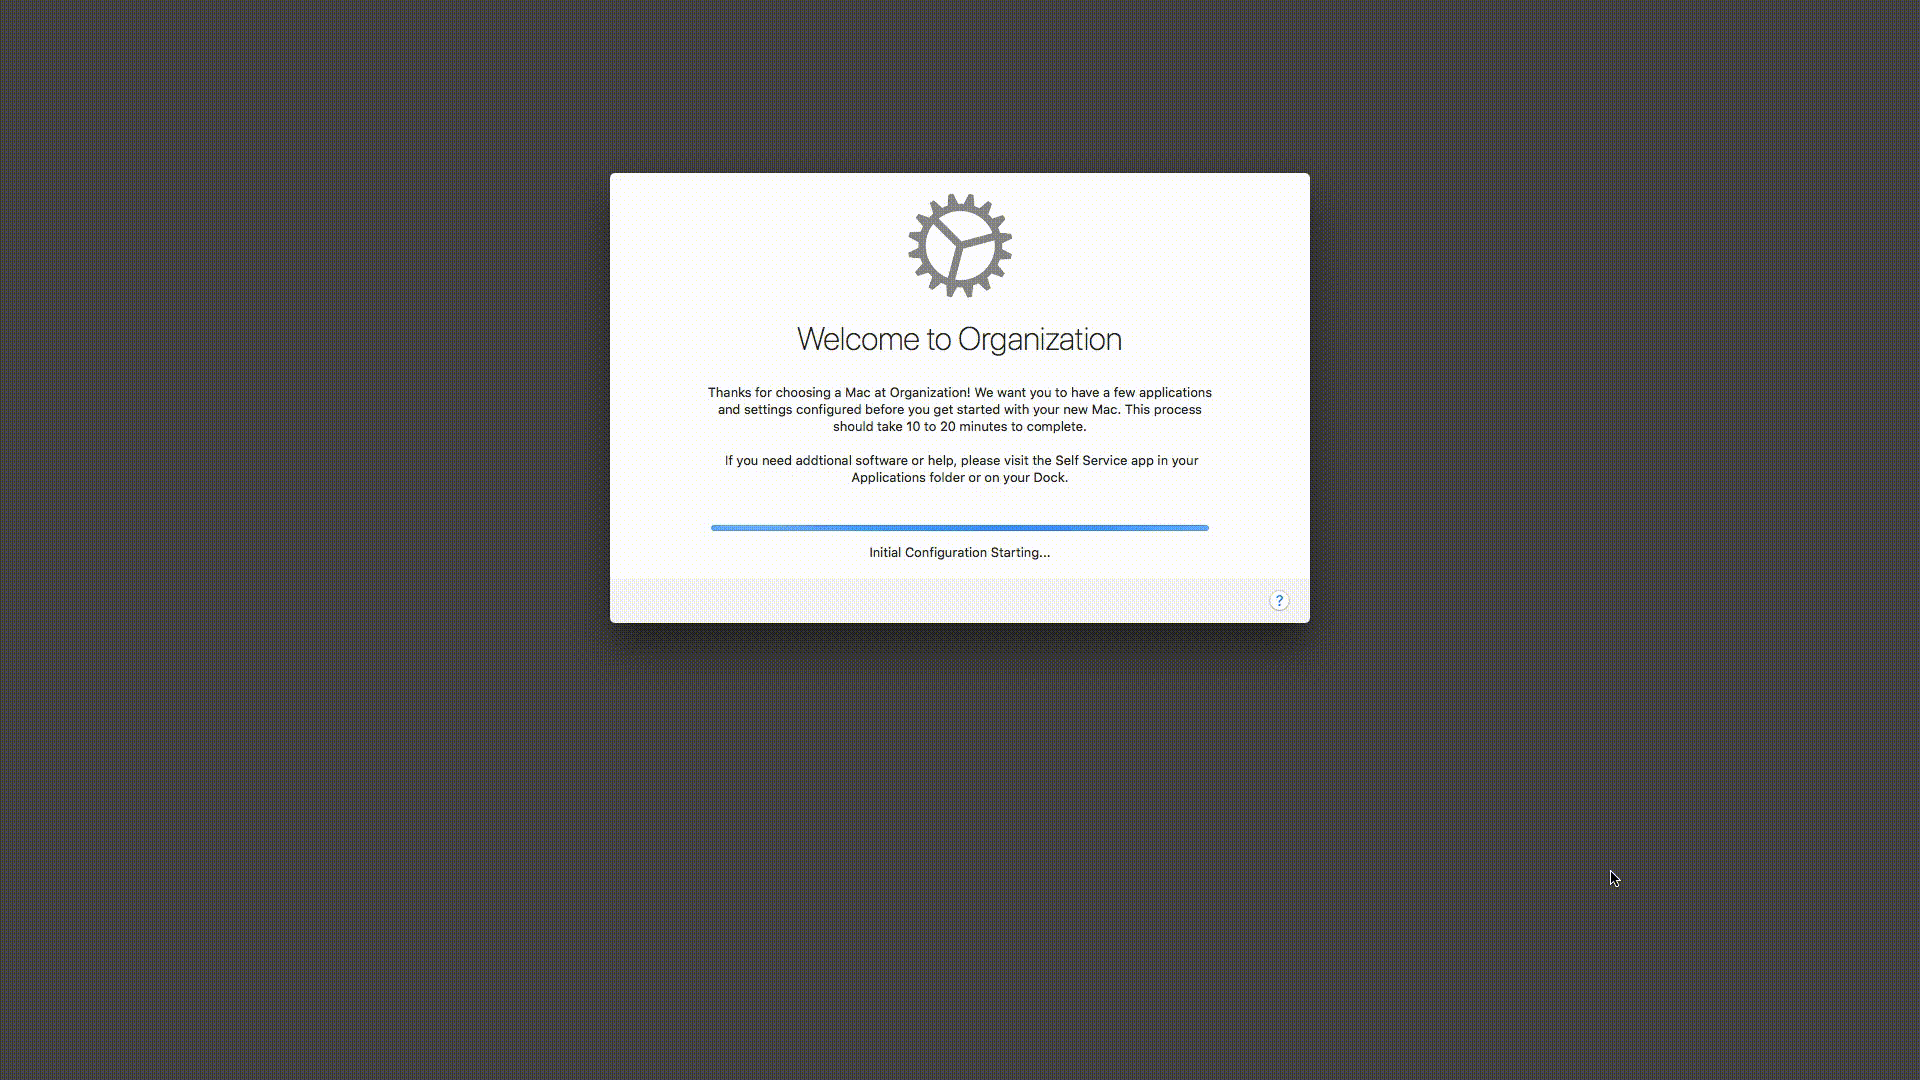 Welcome to Organization
Thanks for choosing a Mac at Organization! We want you to have a few applications
and settings configured before you get started with your new Mac. This process
should take 10 to 20 minutes to complete.
If you need addtional software or help, please visit the Self Service app in your
Applications folder or on your Dock.
Initial Configuration Starting...
?